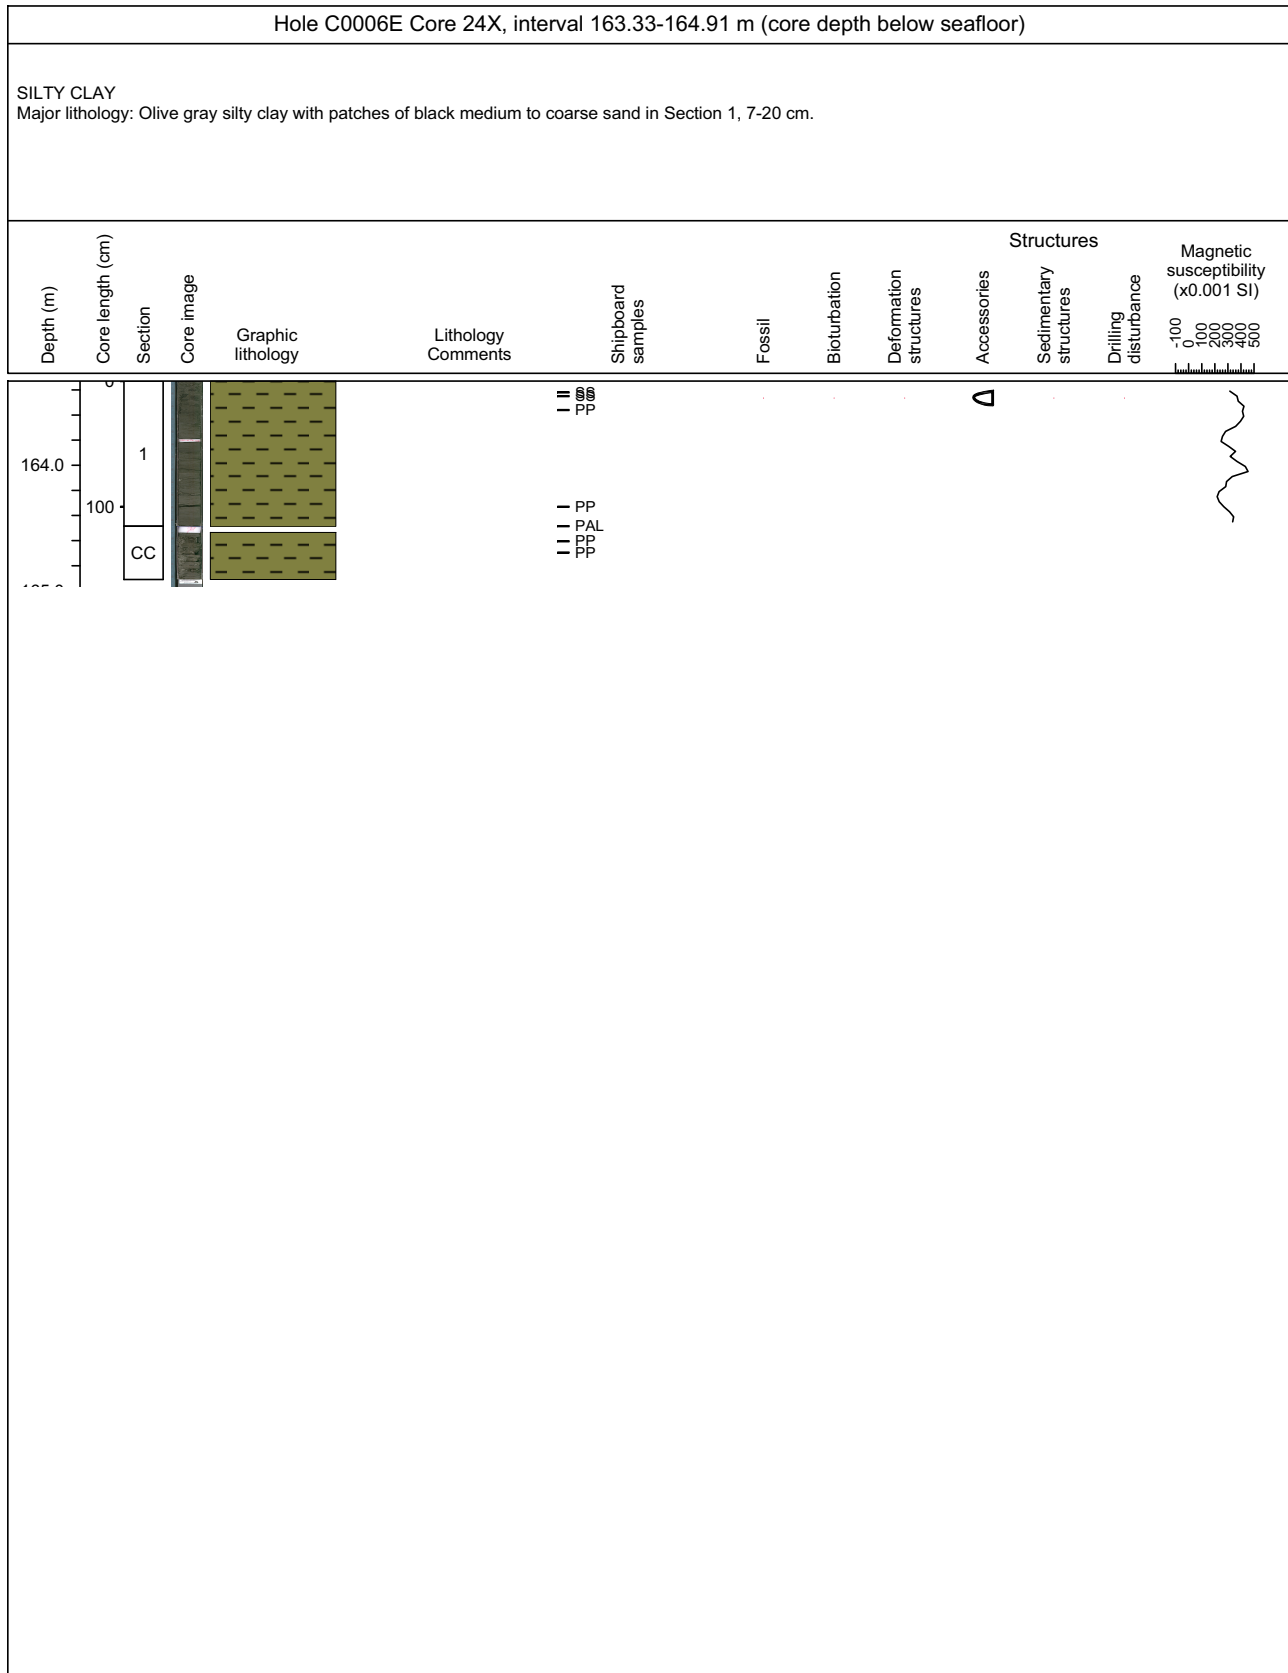 Hole C0006E Core 24X, interval 163.33-164.91 m (core depth below seafloor)
SILTY CLAY
Major lithology: Olive gray silty clay with patches of black medium to coarse sand in Section 1, 7-20 cm.
Depth (m)
Core length (cm)
Section
Core image
Graphic
lithology
Lithology
Comments
Shipboard
samples
Fossil
Bioturbation
Deformation
structures
Structures
Accessories
Sedimentary
structures
Drilling
disturbance
Magnetic
susceptibility
(x0.001 SI)
-100
0
100
200
300
400
500
0
SS
SS
PP
164.0
1
100
PP
PAL
PP
CC
PP